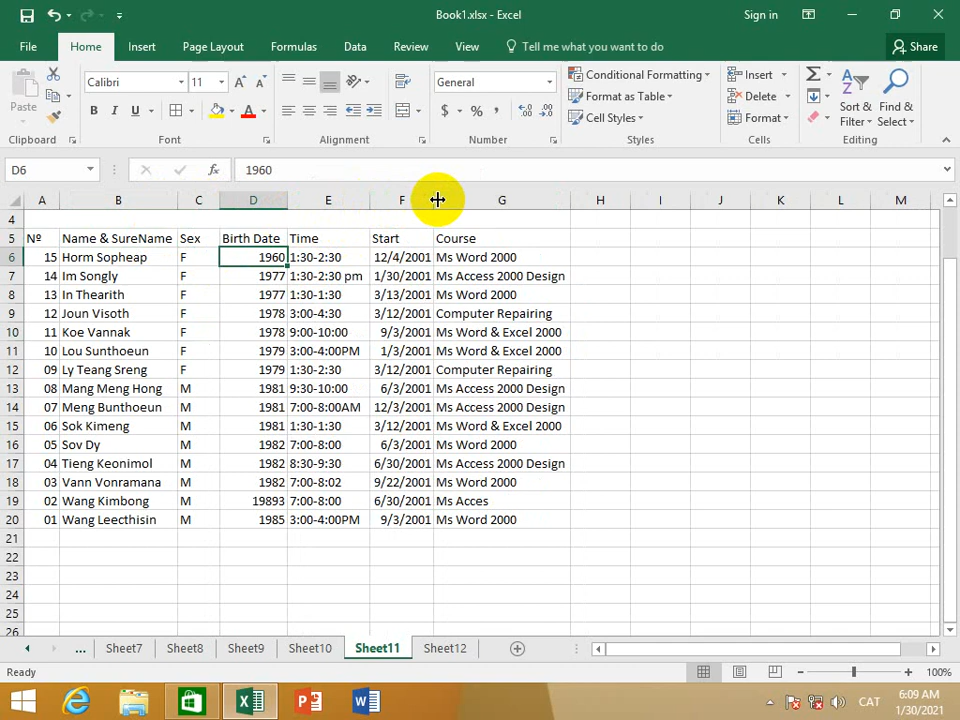 Book1.xlsx - Excel
Sign in
File Home Insert Page Layout Formulas Data Review View Tell me what you want to do Share
Paste
Calibri 11
B I U
A A
General
$ % ,
Conditional Formatting
Format as Table
Cell Styles
Insert
Delete
Format
Sort & Filter
Find & Select
Clipboard Font Alignment Number Styles Cells Editing
D6 fx 1960
A B C D E F G H I J K L M
4
5 Nº Name & SureName Sex Birth Date Time Start Course
6 15 Horm Sopheap F 1960 1:30-2:30 12/4/2001 Ms Word 2000
7 14 Im Songly F 1977 1:30-2:30 pm 1/30/2001 Ms Access 2000 Design
8 13 In Thearith F 1977 1:30-1:30 3/13/2001 Ms Word 2000
9 12 Joun Visoth F 1978 3:00-4:30 3/12/2001 Computer Repairing
10 11 Koe Vannak F 1978 9:00-10:00 9/3/2001 Ms Word & Excel 2000
11 10 Lou Sunthoeun F 1979 3:00-4:00PM 1/3/2001 Ms Word & Excel 2000
12 09 Ly Teang Sreng F 1979 1:30-2:30 3/12/2001 Computer Repairing
13 08 Mang Meng Hong M 1981 9:30-10:00 6/3/2001 Ms Access 2000 Design
14 07 Meng Bunthoeun M 1981 7:00-8:00AM 12/3/2001 Ms Access 2000 Design
15 06 Sok Kimeng M 1981 1:30-1:30 3/12/2001 Ms Word & Excel 2000
16 05 Sov Dy M 1982 7:00-8:00 6/3/2001 Ms Word 2000
17 04 Tieng Keonimol M 1982 8:30-9:30 6/30/2001 Ms Access 2000 Design
18 03 Vann Vonramana M 1982 7:00-8:02 9/22/2001 Ms Word 2000
19 02 Wang Kimbong M 19893 7:00-8:00 6/30/2001 Ms Acces
20 01 Wang Leecthisin M 1985 3:00-4:00PM 9/3/2001 Ms Word 2000
21
22
23
24
25
26
... Sheet7 Sheet8 Sheet9 Sheet10 Sheet11 Sheet12
Ready 100%
CAT
6:09 AM
1/30/2021